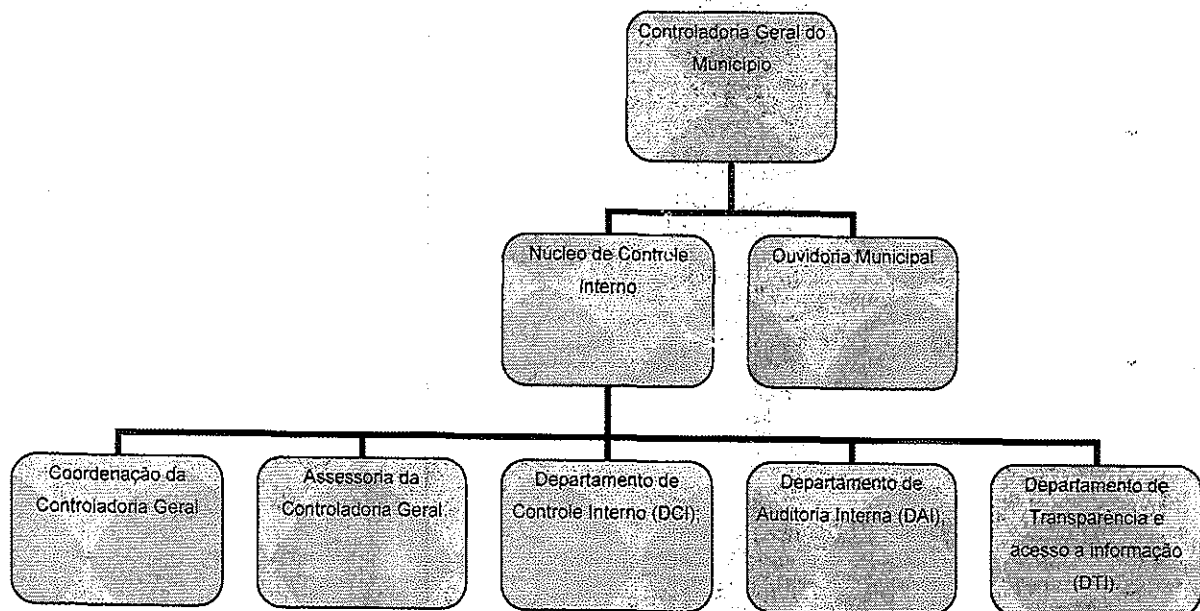 Controladoria Geral do
Município
Núcleo de Controle
Interno
Ouvidoria Municipal
Coordenação da
Controladoria Geral
Assessoria da
Controladoria Geral
Departamento de
Controle Interno (DCI);
Departamento de
Auditoria Interna (DAI);
Departamento de
Transparência e
acesso a informação
(DTI).